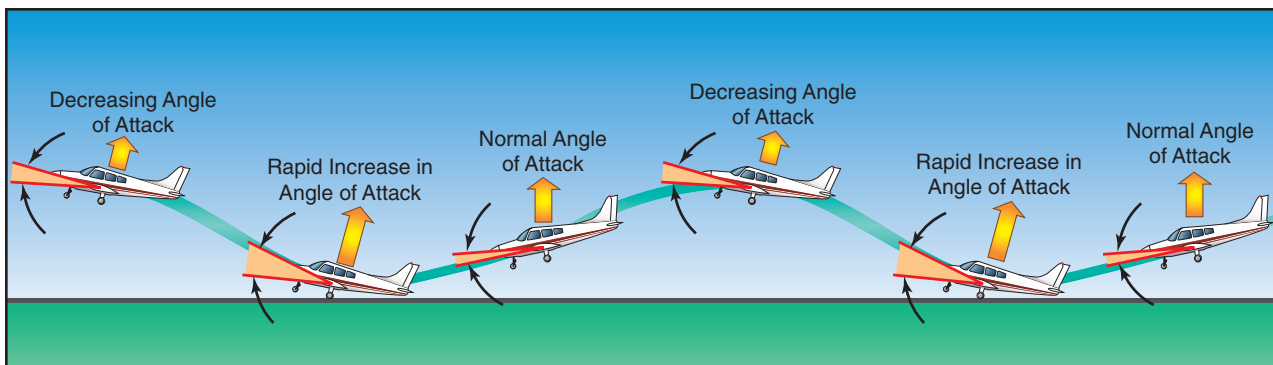 Decreasing Angle
of Attack
Rapid Increase in
Angle of Attack
Normal Angle
of Attack
Decreasing Angle
of Attack
Rapid Increase in
Angle of Attack
Normal Angle
of Attack